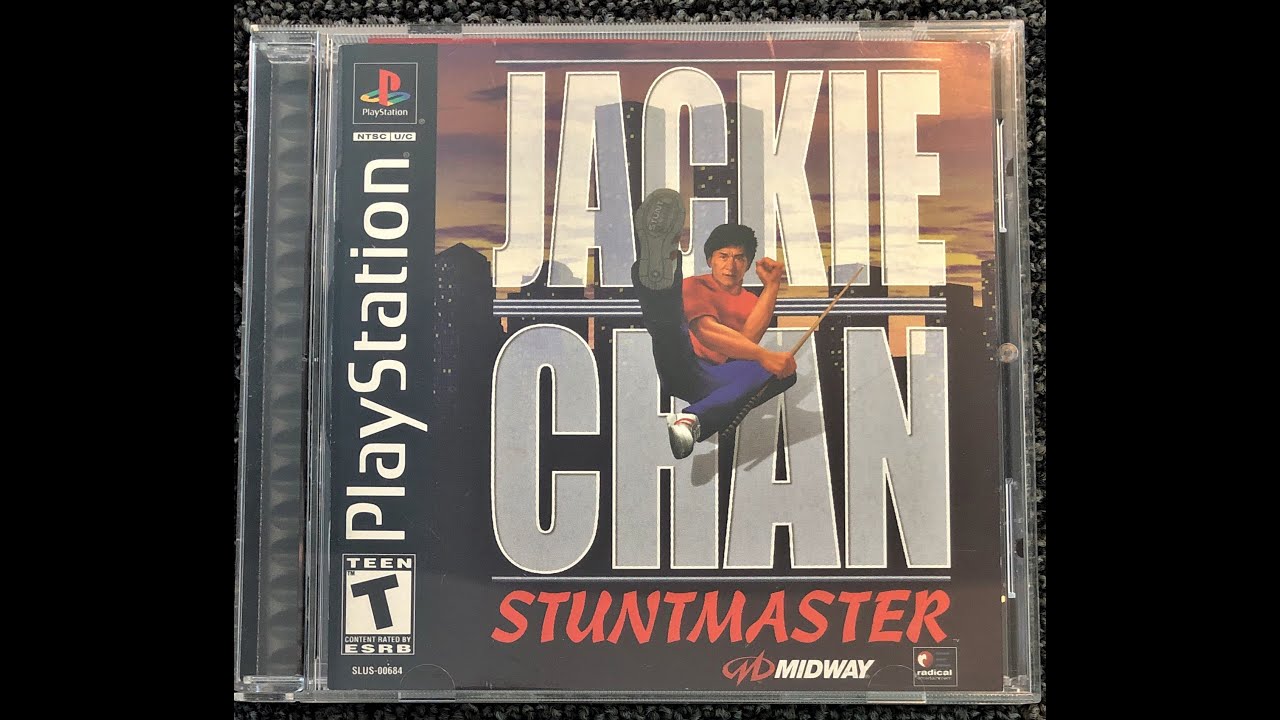 PlayStation
NTSC U/C
PlayStation
TEEN
T
CONTENT RATED BY
ESRB
SLUS-00684
JACKIE
CHAN
STUNTMASTER
MIDWAY
radical